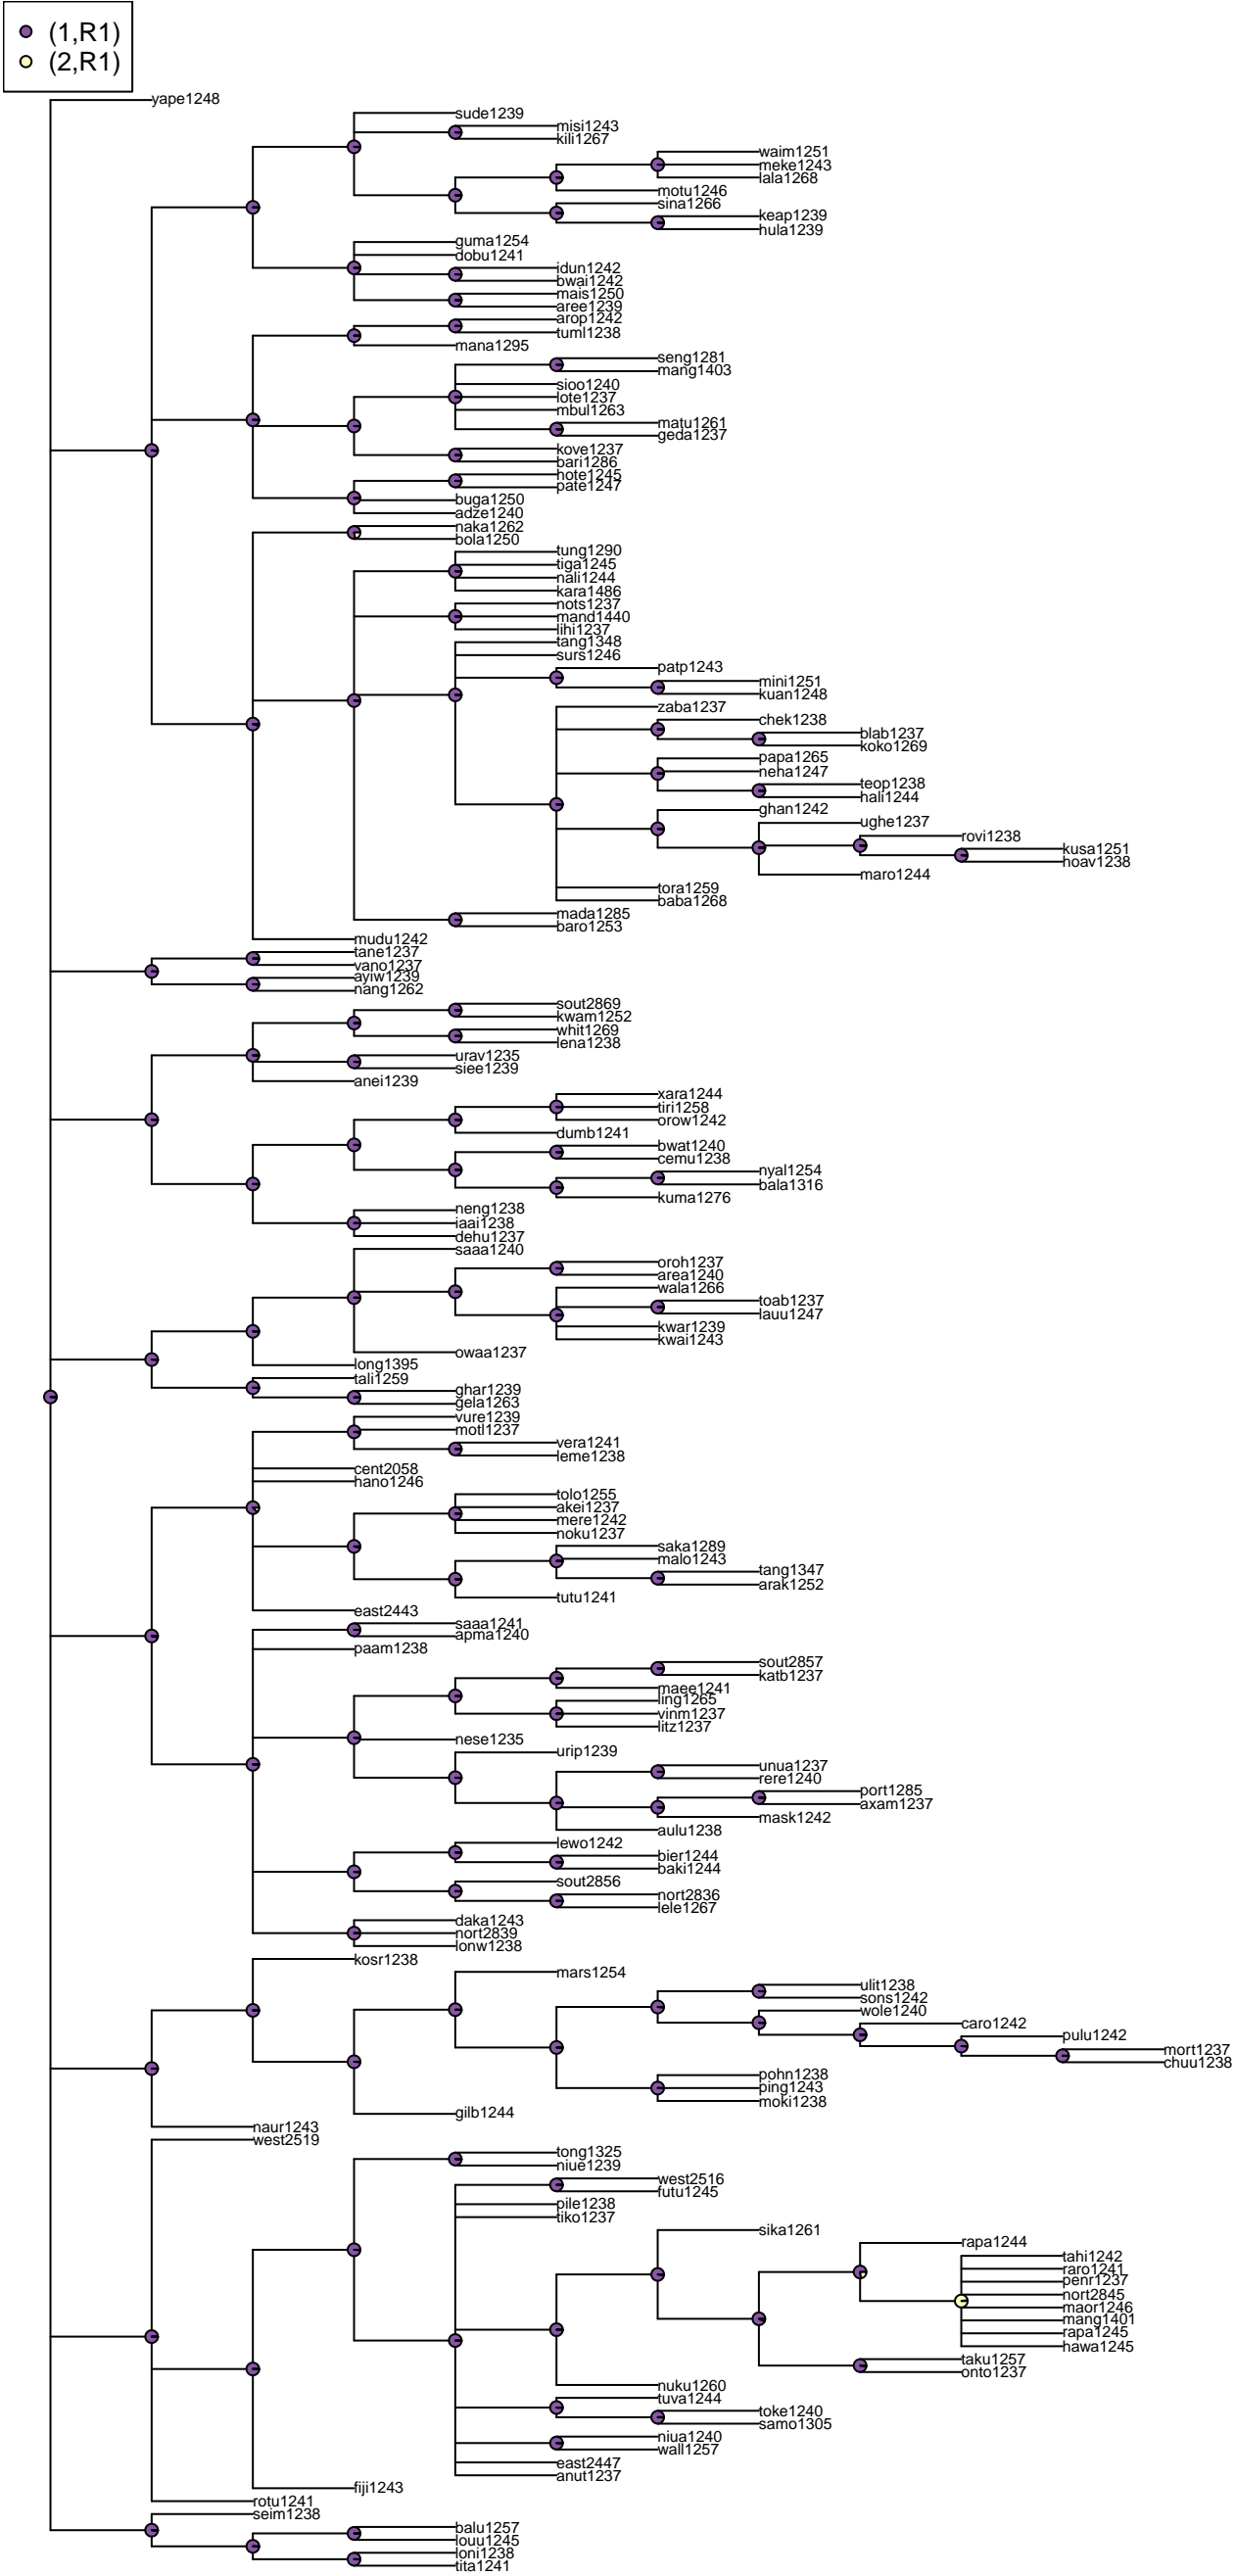 (1,R1)
(2,R1)
yape1248
sude1239
misi1243
kili1267
waim1251
meke1243
lala1268
motu1246
sina1266
keap1239
hula1239
guma1254
dobu1241
idun1242
bwai1242
mais1250
aree1239
arop1242
tuml1238
mana1295
seng1281
mang1403
sioo1240
lote1237
mbul1263
matu1261
geda1237
kove1237
bari1286
hote1245
pate1247
buga1250
adze1240
naka1262
bola1250
tung1290
tiga1245
nali1244
kara1486
nots1237
mand1440
lihi1237
tang1348
surs1246
patp1243
mini1251
kuan1248
zaba1237
chek1238
blab1237
koko1269
papa1265
neha1247
teop1238
hali1244
ghan1242
ughe1237
rovi1238
kusa1251
hoav1238
maro1244
tora1259
baba1268
mada1285
baro1253
mudu1242
tane1237
vano1237
ayiw1239
nang1262
sout2869
kwam1252
whit1269
lena1238
urav1235
siee1239
anei1239
xara1244
tiri1258
orow1242
dumb1241
bwat1240
cemu1238
nyal1254
bala1316
kuma1276
neng1238
iaai1238
dehu1237
saaa1240
oroh1237
area1240
wala1266
toab1237
lauu1247
kwar1239
kwai1243
owaa1237
long1395
tali1259
ghar1239
gela1263
vure1239
motl1237
vera1241
leme1238
cent2058
hano1246
tolo1255
akei1237
mere1242
noku1237
saka1289
malo1243
tang1347
arak1252
tutu1241
east2443
saaa1241
apma1240
paam1238
sout2857
katb1237
maee1241
ling1265
vinm1237
litz1237
nese1235
urip1239
unua1237
rere1240
port1285
axam1237
mask1242
aulu1238
lewo1242
bier1244
baki1244
sout2856
nort2836
lele1267
daka1243
nort2839
lonw1238
kosr1238
mars1254
ulit1238
sons1242
wole1240
caro1242
pulu1242
mort1237
chuu1238
pohn1238
ping1243
moki1238
gilb1244
naur1243
west2519
tong1325
niue1239
west2516
futu1245
pile1238
tiko1237
sika1261
rapa1244
tahi1242
raro1241
penr1237
nort2845
maor1246
mang1401
rapa1245
hawa1245
taku1257
onto1237
nuku1260
tuva1244
toke1240
samo1305
niua1240
wall1257
east2447
anut1237
fiji1243
rotu1241
seim1238
balu1257
louu1245
loni1238
tita1241